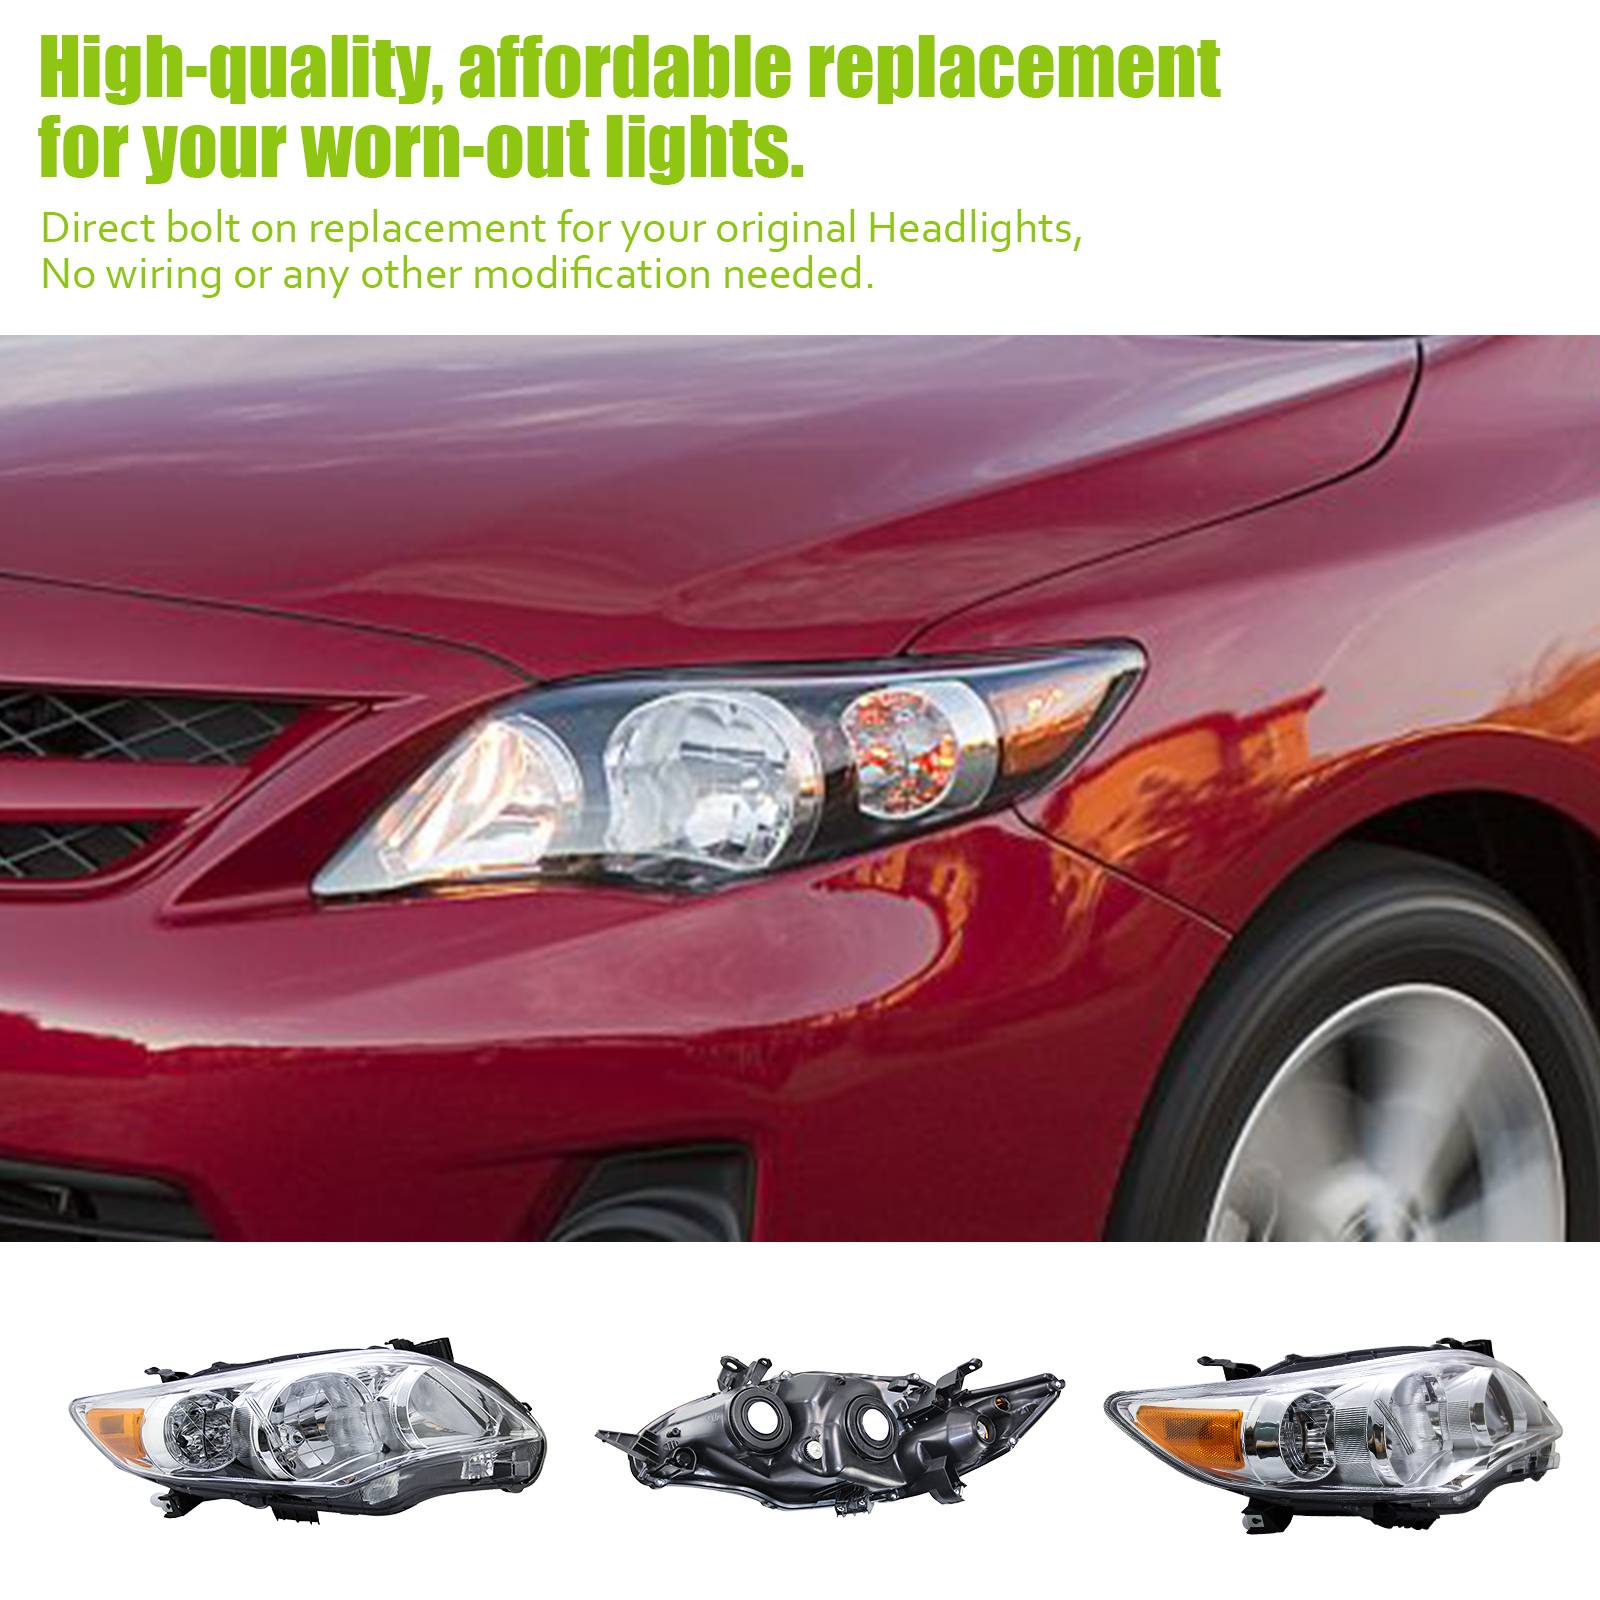 High-quality, affordable replacement
for your worn-out lights.
Direct bolt on replacement for your original Headlights,
No wiring or any other modification needed.